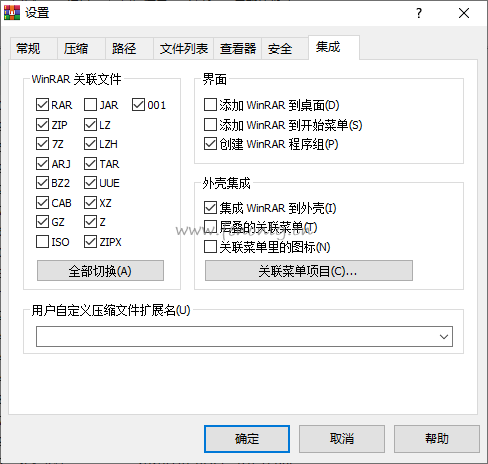 设置
常规 压缩 路径 文件列表 查看器 安全 集成
WinRAR 关联文件
RAR JAR 001
ZIP LZ
7Z LZH
ARJ TAR
BZ2 UUE
CAB XZ
GZ Z
ISO ZIPX
全部切换(A)
界面
添加 WinRAR 到桌面(D)
添加 WinRAR 到开始菜单(S)
创建 WinRAR 程序组(P)
外壳集成
集成 WinRAR 到外壳(I)
层叠的关联菜单(T)
关联菜单里的图标(N)
关联菜单项目(C)...
用户自定义压缩文件扩展名(U)
确定 取消 帮助